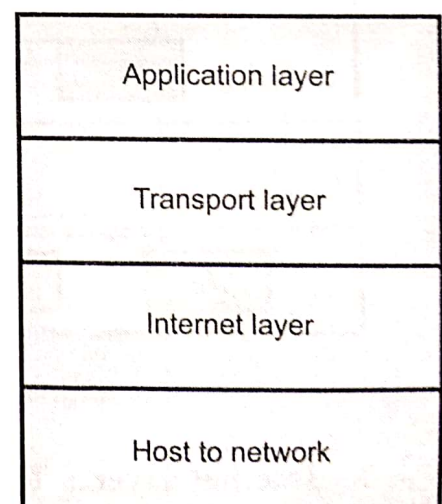 Application layer
Transport layer
Internet layer
Host to network